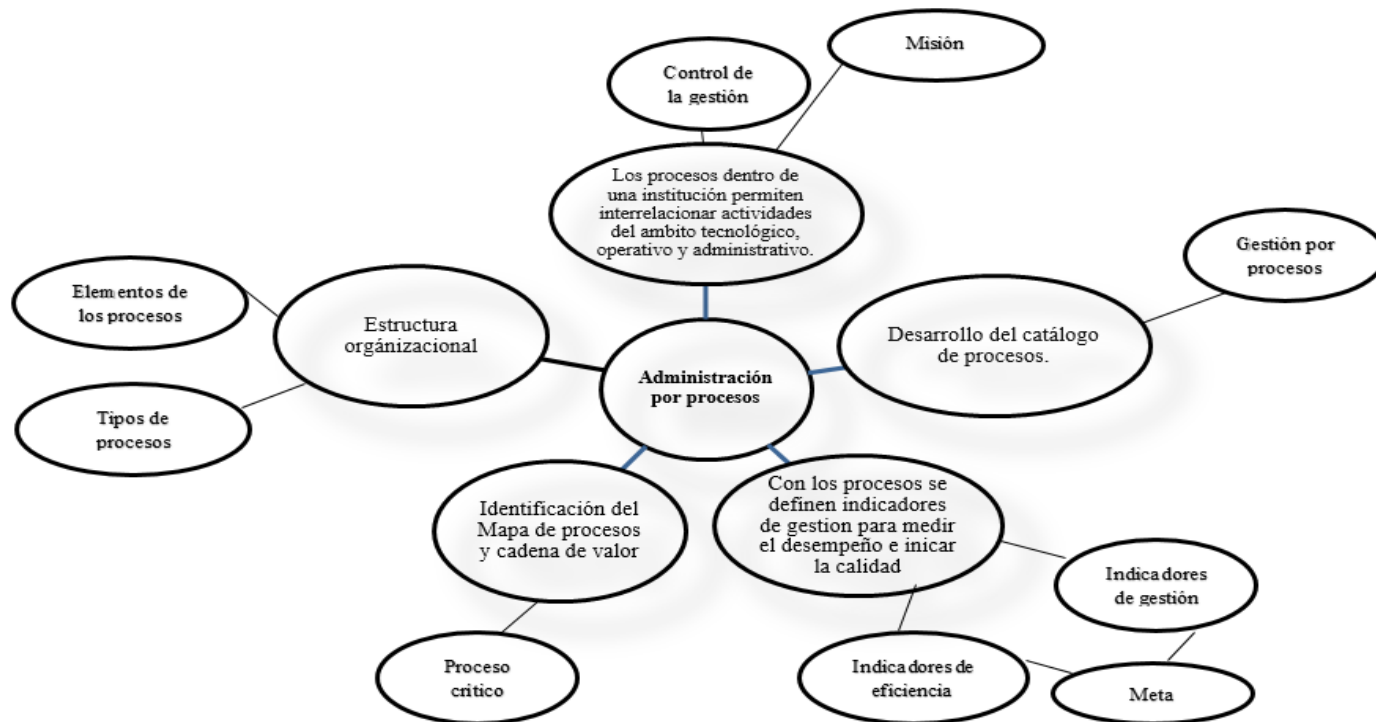 Misión
Control de
la gestión
Los procesos dentro de
una institución permiten
interrelacionar actividades
del ambito tecnológico,
operativo y administrativo.
Gestión por
procesos
Elementos de
los procesos
Estructura
orgánizacional
Desarrollo del catálogo
de procesos.
Administración
por procesos
Tipos de
procesos
Identificación del
Mapa de procesos
y cadena de valor
Con los procesos se
definen indicadores
de gestion para medir
el desempeño e inicar
la calidad
Indicadores
de gestión
Proceso
crítico
Indicadores de
eficiencia
Meta